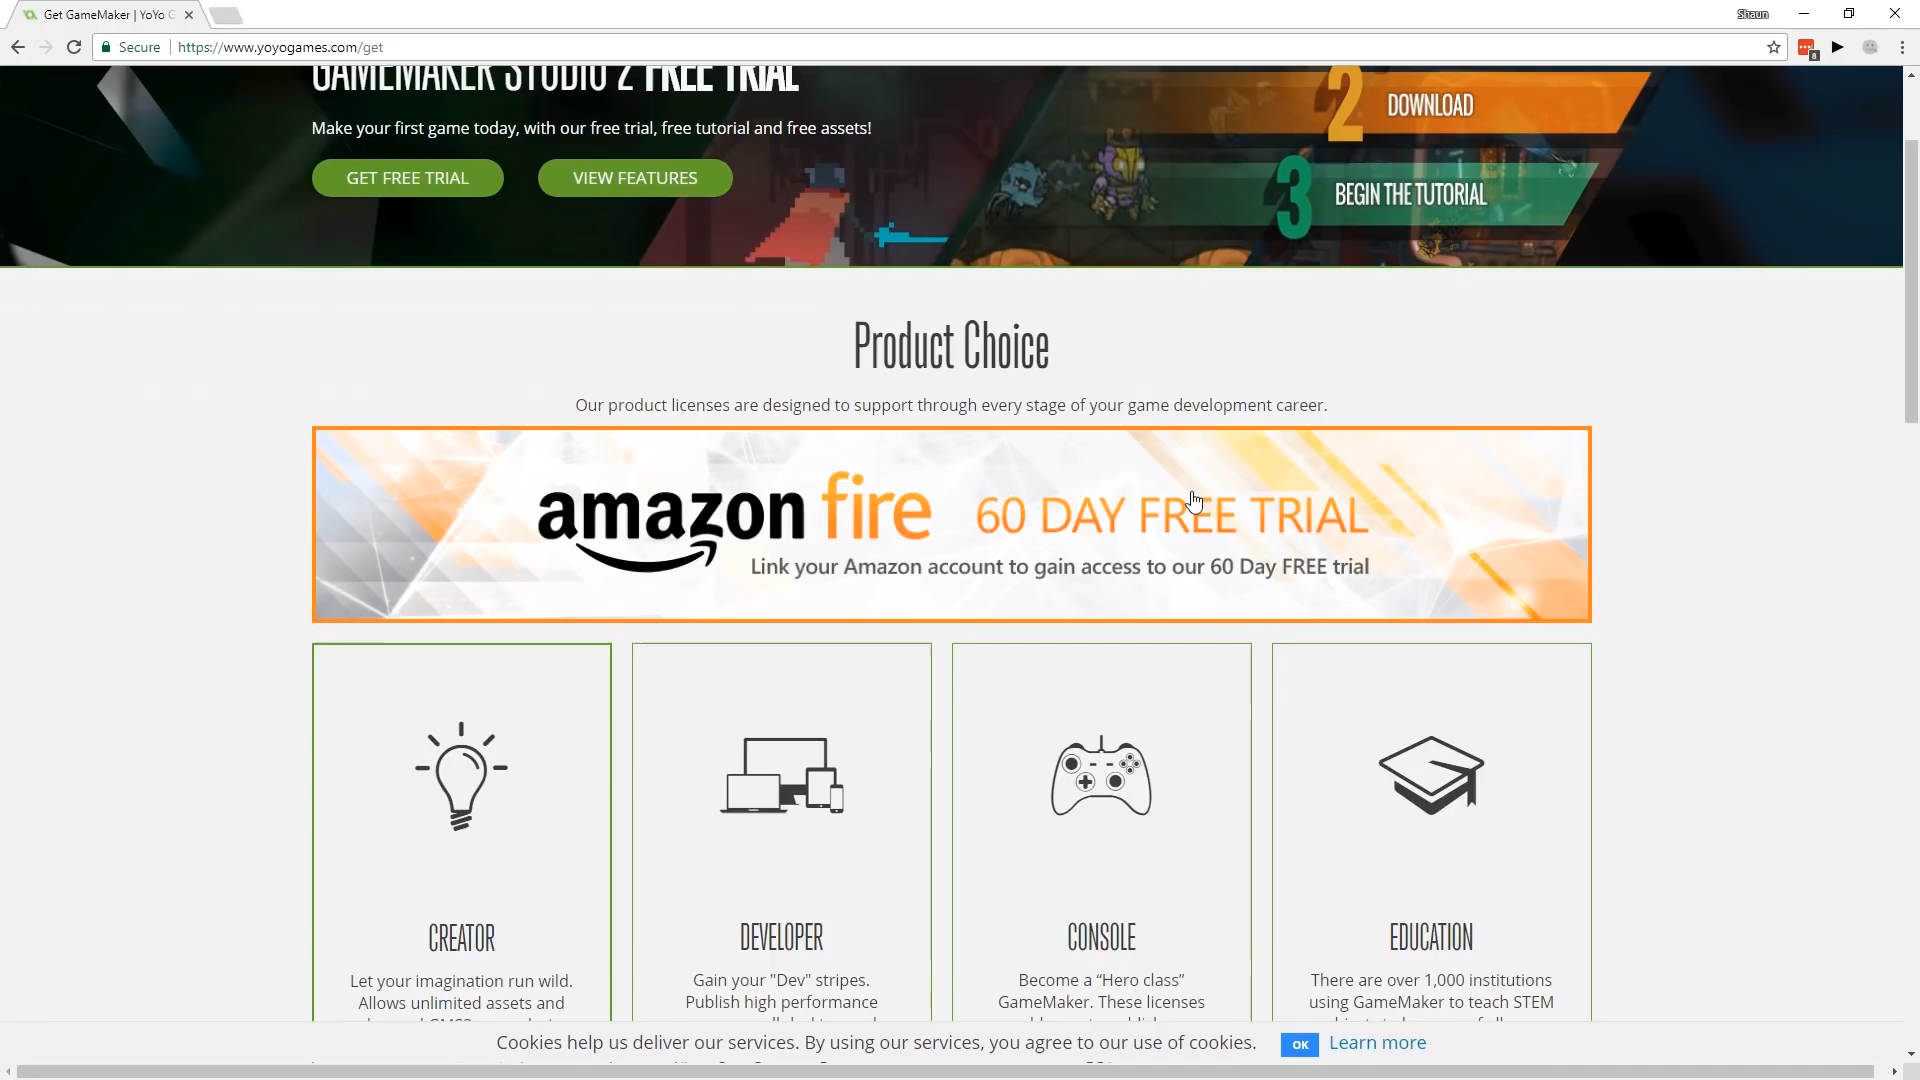 Get GameMaker | YoYo G
Shaun
Secure
https://www.yoyogames.com/get
8
GAMEMAKER STUDIO 2 FREE TRIAL
Make your first game today, with our free trial, free tutorial and free assets!
GET FREE TRIAL
VIEW FEATURES
2
DOWNLOAD
3
BEGIN THE TUTORIAL
Product Choice
Our product licenses are designed to support through every stage of your game development career.
amazon fire
60 DAY FREE TRIAL
Link your Amazon account to gain access to our 60 Day FREE trial
CREATOR
Let your imagination run wild.
Allows unlimited assets and
DEVELOPER
Gain your "Dev" stripes.
Publish high performance
CONSOLE
Become a “Hero class”
GameMaker. These licenses
EDUCATION
There are over 1,000 institutions
using GameMaker to teach STEM
Cookies help us deliver our services. By using our services, you agree to our use of cookies.
OK
Learn more